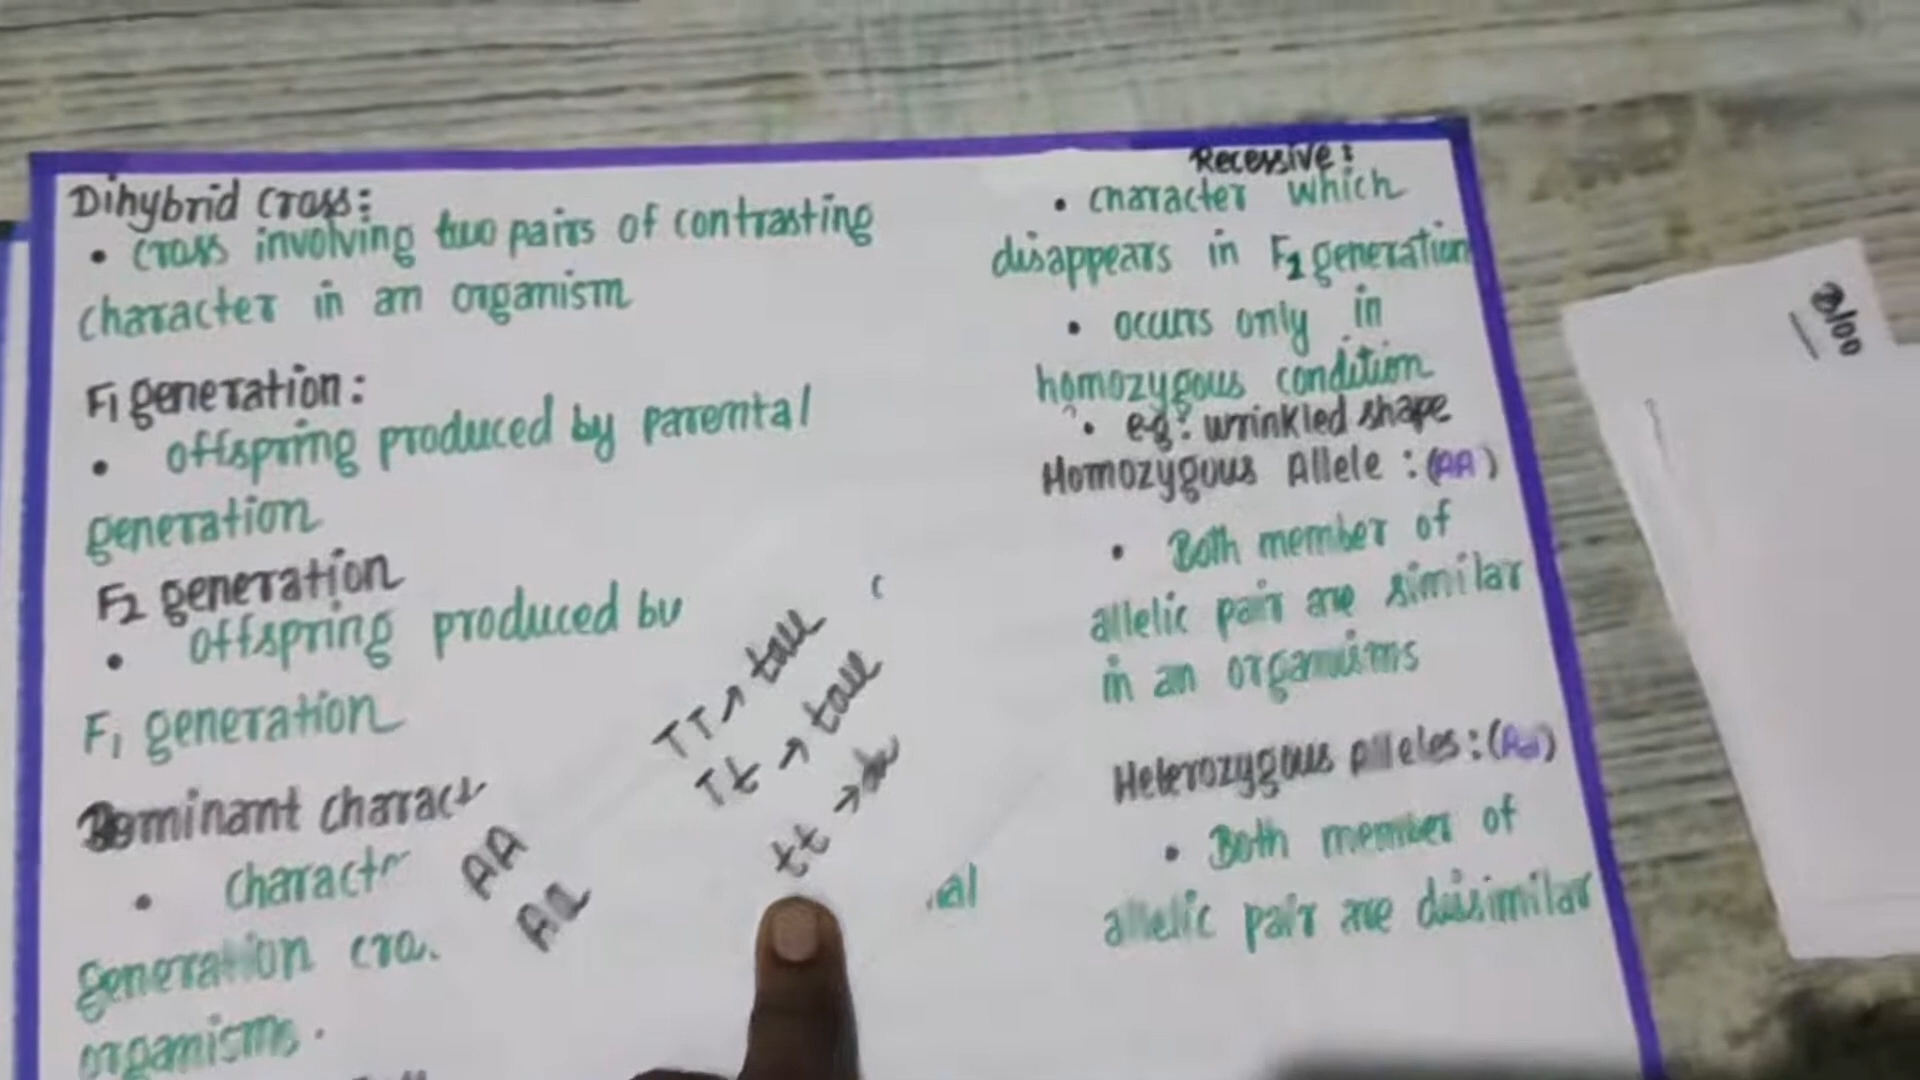 Dihybrid cross:
• cross involving two pairs of contrasting
character in an organism
F1 generation:
• offspring produced by parental
generation
F2 generation
• offspring produced by
F1 generation
Dominant charact
• charact
generation cra.
organisms.
AA
Aa
TT → tall
Tt → tall
tt →
al
Recessive:
• character which
disappears in F1 generation
• occurs only in
homozygous condition
• eg: wrinkled shape
Homozygous Allele : (AA)
• Both member of
allelic pair are similar
in an organisms
Heterozygous Alleles : (Aa)
• Both member of
allelic pair are dissimilar